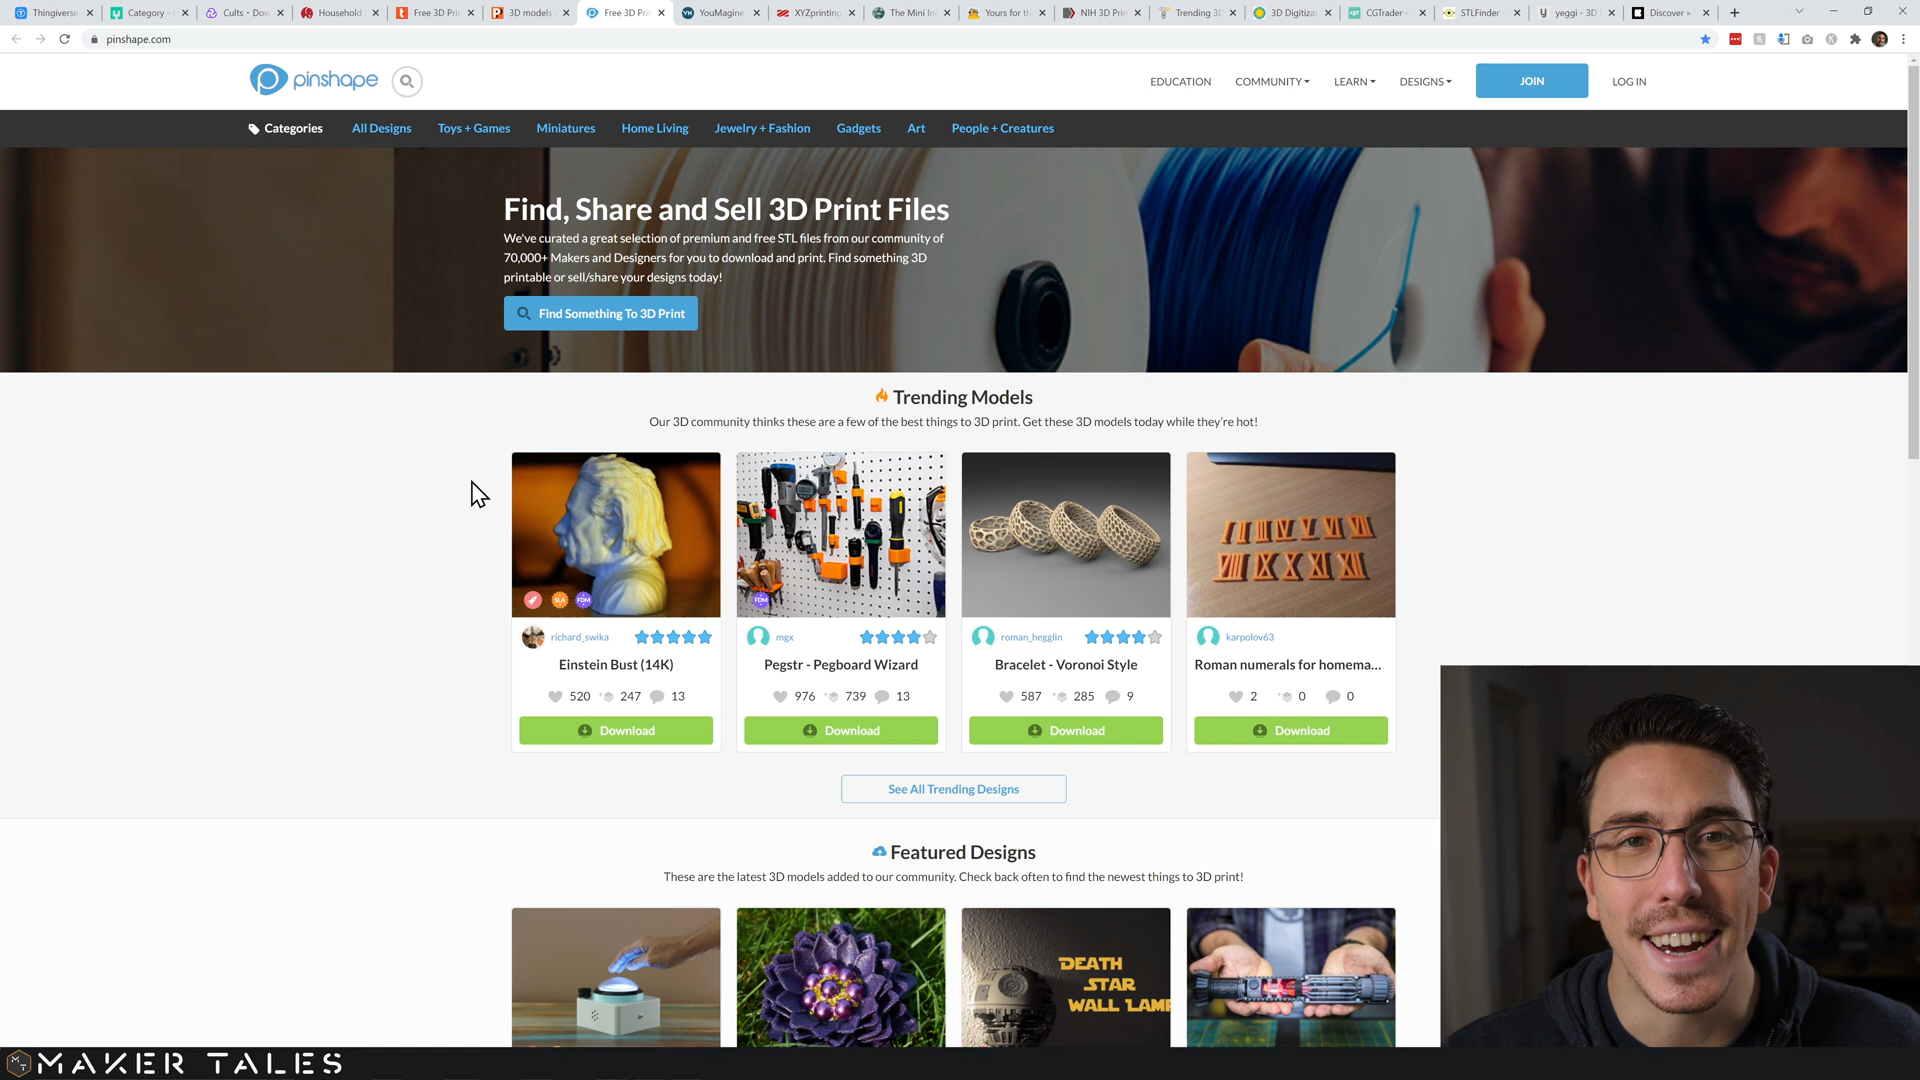 Thingiverse
Category -
Cults・Dow
Household
Free 3D Prin
3D models
Free 3D Prin
YouMagine
XYZprinting
The Mini In
Yours for th
NIH 3D Prin
Trending 3D
3D Digitizat
CGTrader -
STLFinder
yeggi - 3D
Discover »
pinshape.com
pinshape
EDUCATION
COMMUNITY
LEARN
DESIGNS
JOIN
LOG IN
Categories
All Designs
Toys + Games
Miniatures
Home Living
Jewelry + Fashion
Gadgets
Art
People + Creatures
Find, Share and Sell 3D Print Files
We've curated a great selection of premium and free STL files from our community of
70,000+ Makers and Designers for you to download and print. Find something 3D
printable or sell/share your designs today!
Find Something To 3D Print
Trending Models
Our 3D community thinks these are a few of the best things to 3D print. Get these 3D models today while they're hot!
SLA
FDM
FDM
richard_swika
mgx
roman_hegglin
karpolov63
Einstein Bust (14K)
Pegstr - Pegboard Wizard
Bracelet - Voronoi Style
Roman numerals for homema...
520 247 13
976 739 13
587 285 9
2 0 0
Download
Download
Download
Download
See All Trending Designs
Featured Designs
These are the latest 3D models added to our community. Check back often to find the newest things to 3D print!
DEATH
STAR
WALL LAMP
MAKER TALES